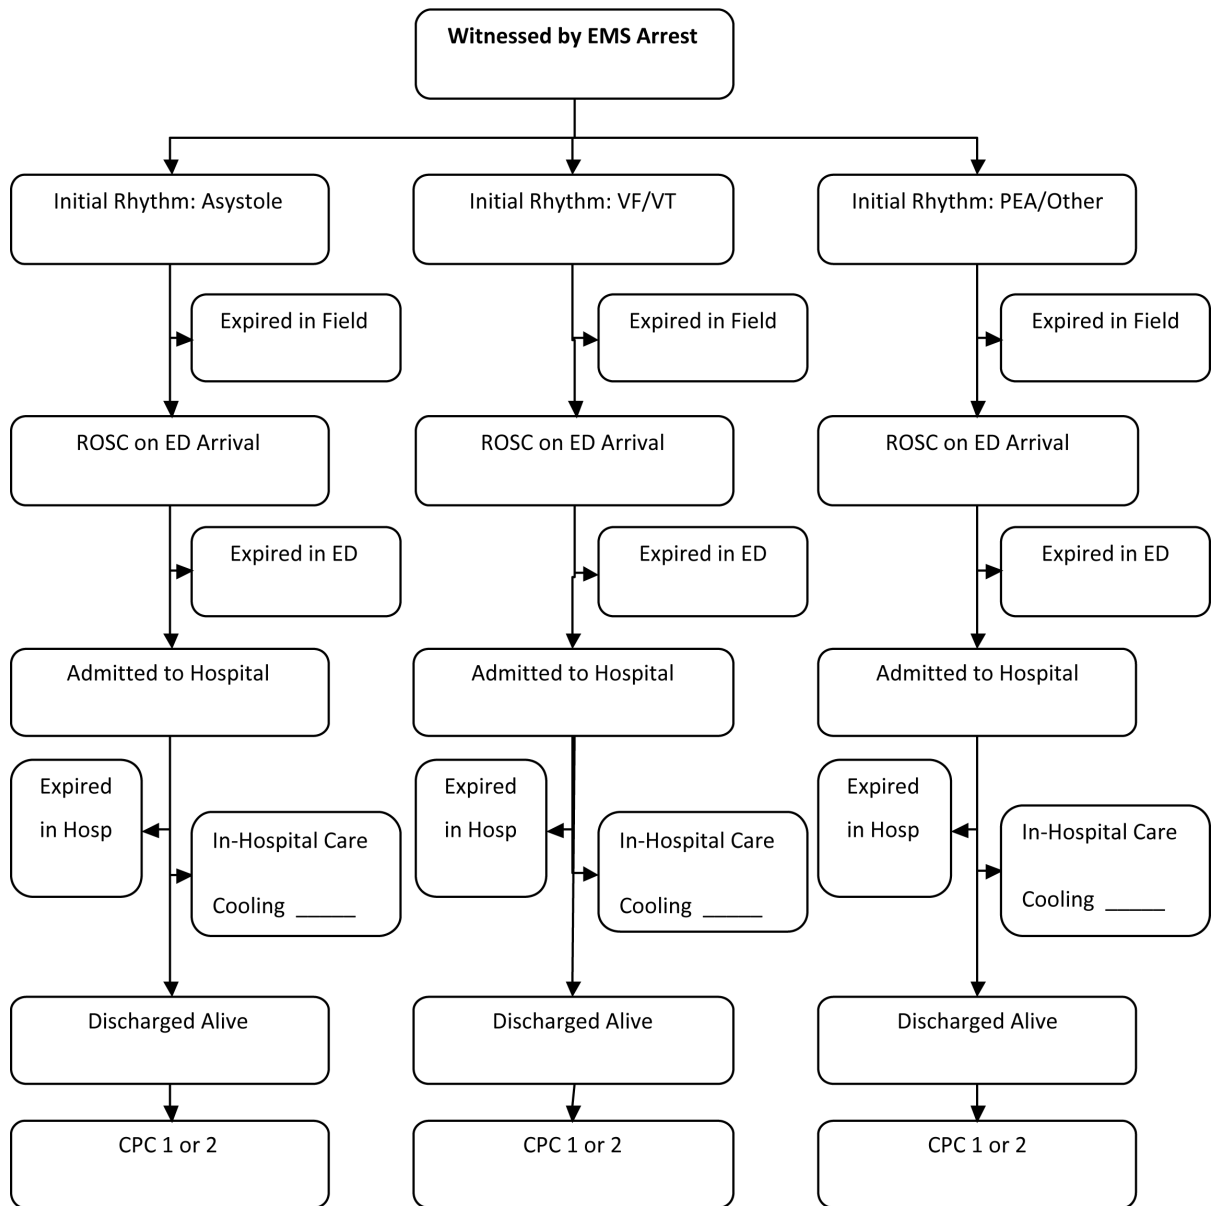 Witnessed by EMS Arrest
Initial Rhythm: Asystole
Initial Rhythm: VF/VT
Initial Rhythm: PEA/Other
Expired in Field
Expired in Field
Expired in Field
ROSC on ED Arrival
ROSC on ED Arrival
ROSC on ED Arrival
Expired in ED
Expired in ED
Expired in ED
Admitted to Hospital
Admitted to Hospital
Admitted to Hospital
Expired
in Hosp
In-Hospital Care
Cooling _____
Expired
in Hosp
In-Hospital Care
Cooling _____
Expired
in Hosp
In-Hospital Care
Cooling _____
Discharged Alive
Discharged Alive
Discharged Alive
CPC 1 or 2
CPC 1 or 2
CPC 1 or 2